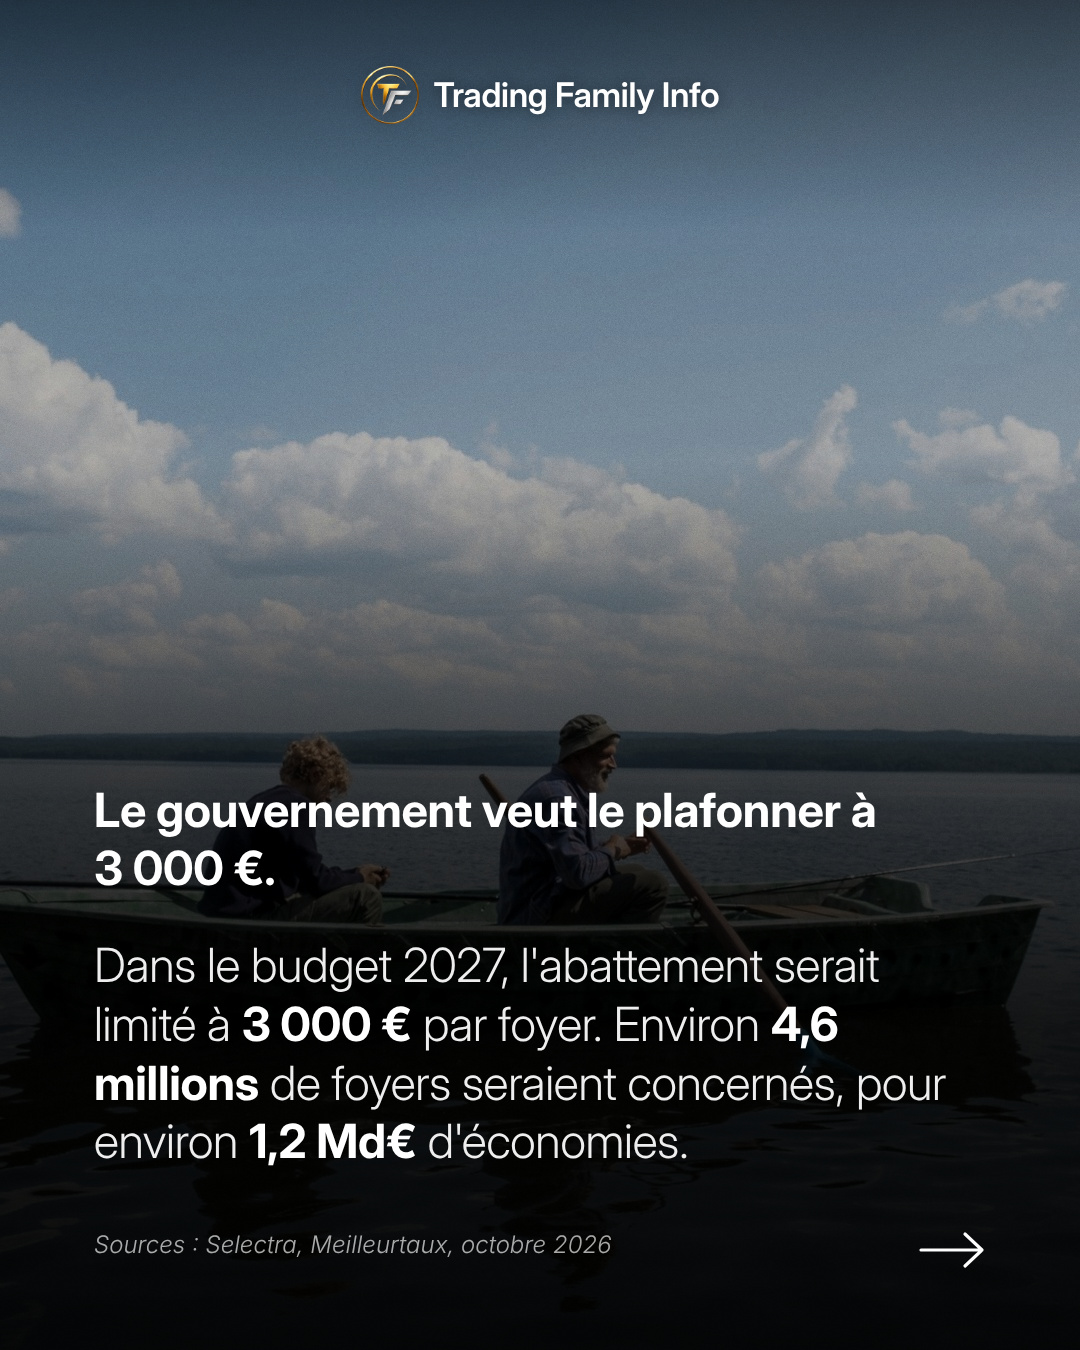 TF Trading Family Info
Le gouvernement veut le plafonner à
3 000 €.
Dans le budget 2027, l'abattement serait
limité à 3 000 € par foyer. Environ 4,6
millions de foyers seraient concernés, pour
environ 1,2 Md€ d'économies.
Sources : Selectra, Meilleurtaux, octobre 2026